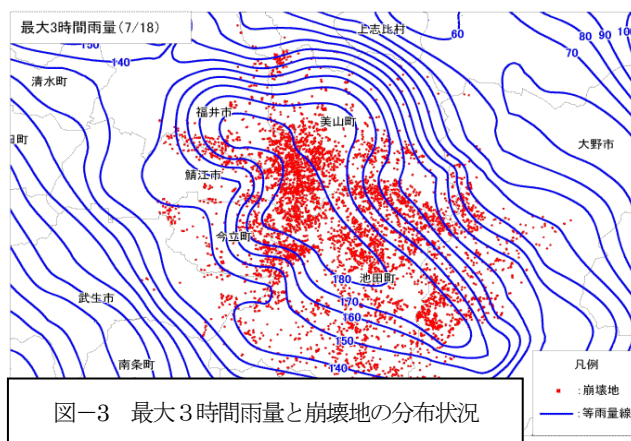 最大3時間雨量(7/18)
150
140
上志比村
60
80
90
100
70
清水町
福井市
美山町
大野市
田町
鯖江市
今立町
180
池田町
170
160
武生市
150
140
南条町
凡例
:崩壊地
:等雨量線
図－3　最大３時間雨量と崩壊地の分布状況